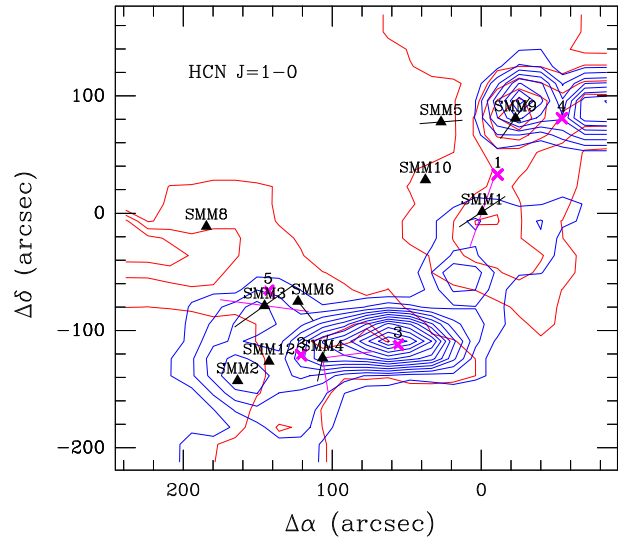 HCN J=1-0
100
0
-100
-200
Δδ (arcsec)
SMM5
SMM9
4
1
SMM10
SMM1
SMM8
5
SMM3
SMM6
2
3
SMM4
SMM12
SMM2
200
100
0
Δα (arcsec)